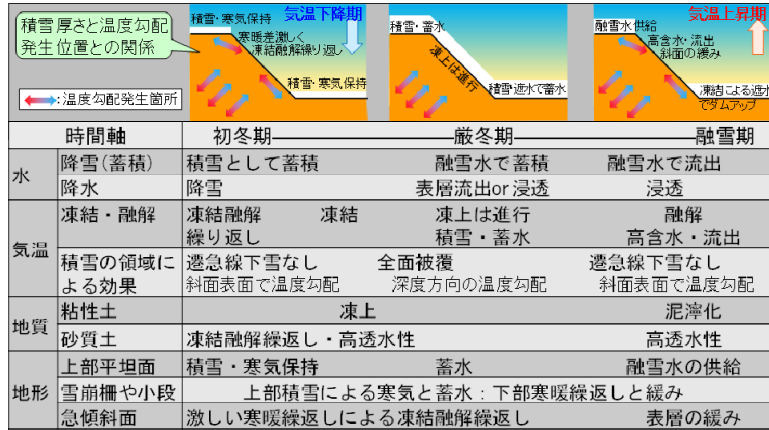 積雪厚さと温度勾配
発生位置との関係
:温度勾配発生箇所
積雪・寒気保持
気温下降期
寒暖差激しく
凍結融解繰り返し
積雪・寒気保持
積雪・蓄水
凍上は進行
積雪・遮水で蓄水
融雪水供給
気温上昇期
高含水・流出
斜面の緩み
凍結による遮水
でダムアップ
時間軸 初冬期 厳冬期 融雪期
水 降雪(蓄積) 積雪として蓄積 融雪水で蓄積 融雪水で流出
降水 降雪 表層流出or浸透 浸透
気温 凍結・融解 凍結融解 凍結 凍上は進行 融解
繰り返し 積雪・蓄水 高含水・流出
積雪の領域に 遷急線下雪なし 全面被覆 遷急線下雪なし
よる効果 斜面表面で温度勾配 深度方向の温度勾配 斜面表面で温度勾配
地質 粘性土 凍上 泥濘化
砂質土 凍結融解繰返し・高透水性 高透水性
地形 上部平坦面 積雪・寒気保持 蓄水 融雪水の供給
雪崩柵や小段 上部積雪による寒気と蓄水：下部寒暖繰返しと緩み
急傾斜面 激しい寒暖繰返しによる凍結融解繰返し 表層の緩み